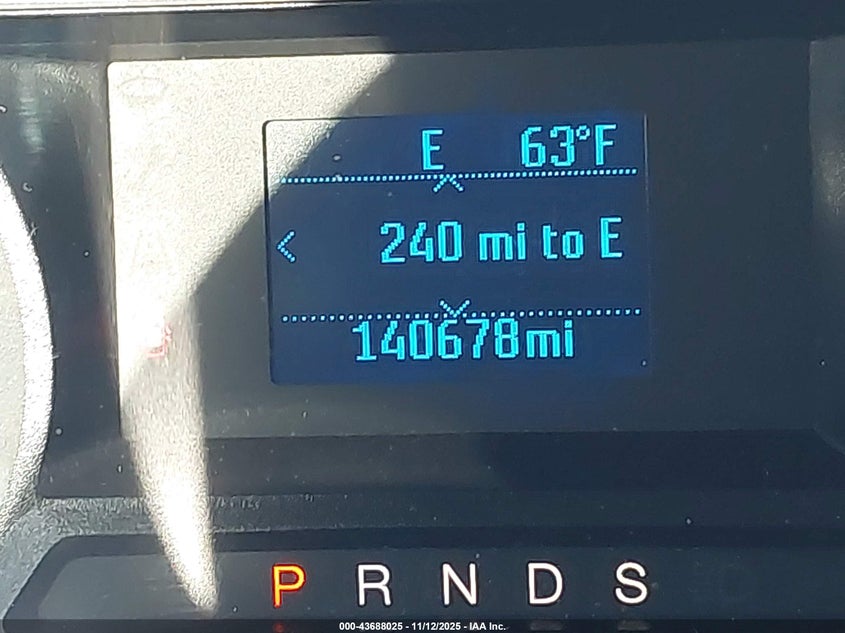 E 63°F
< 240 mi to E
140678mi
P R N D S
000-43688025 - 11/12/2025 - IAA Inc.